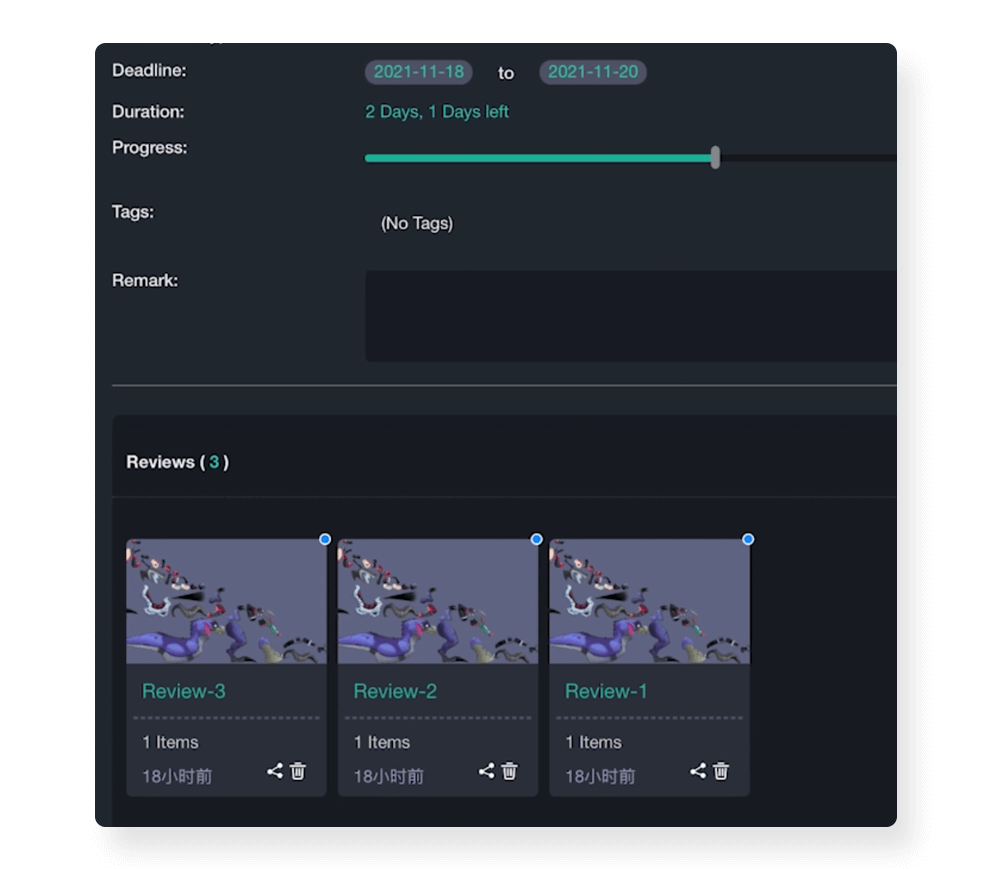 Deadline: 2021-11-18 to 2021-11-20
Duration: 2 Days, 1 Days left
Progress:
Tags: (No Tags)
Remark:
Reviews ( 3 )
Review-3 Review-2 Review-1
1 Items 1 Items 1 Items
18小时前 18小时前 18小时前